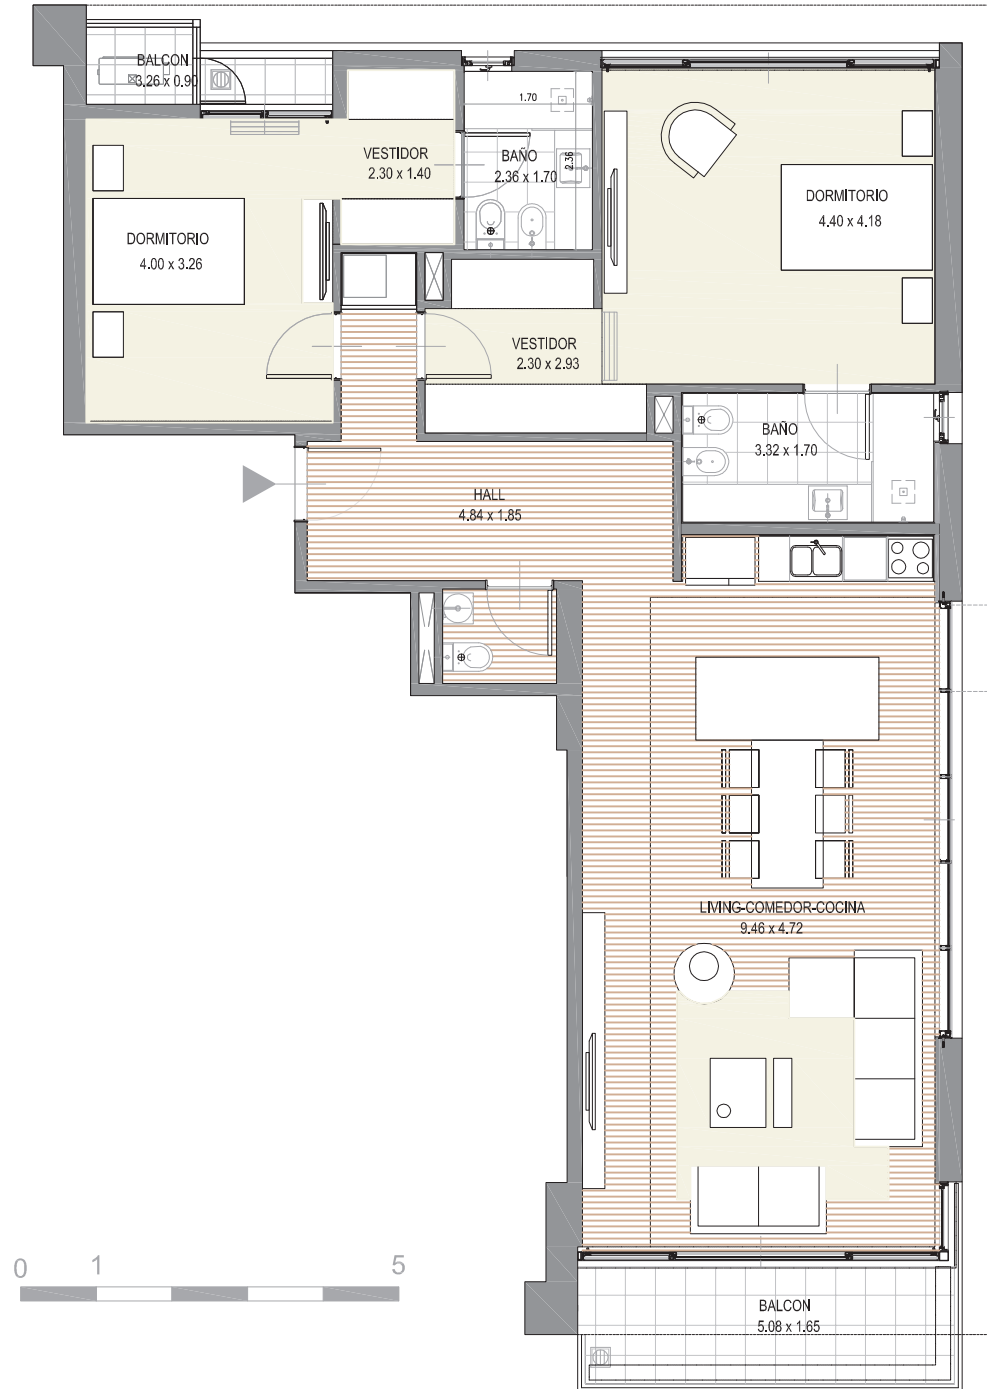 BALCON
3.26 x 0.90
VESTIDOR
2.30 x 1.40
1.70
BAÑO
2.36 x 1.70
2.36
DORMITORIO
4.40 x 4.18
DORMITORIO
4.00 x 3.26
VESTIDOR
2.30 x 2.93
BAÑO
3.32 x 1.70
HALL
4.84 x 1.85
LIVING-COMEDOR-COCINA
9.46 x 4.72
0 1 5
BALCON
5.08 x 1.65